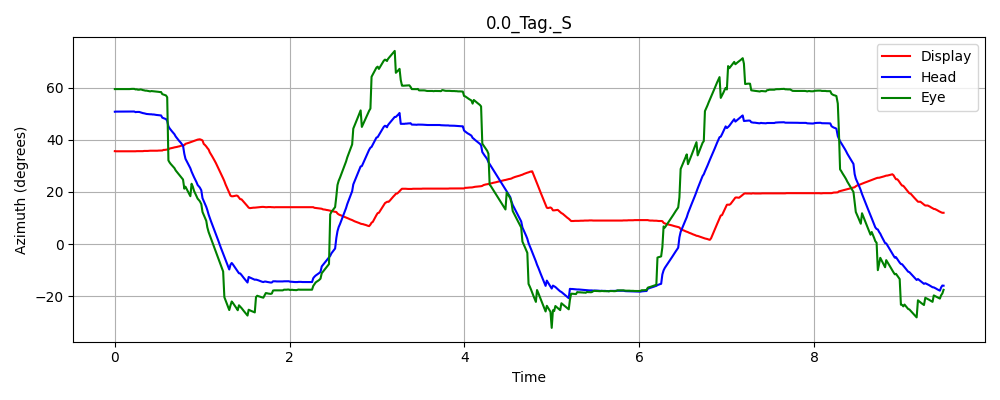 0.0_Tag._S
Display
Head
Eye
Azimuth (degrees)
60
40
20
0
−20
0 2 4 6 8
Time